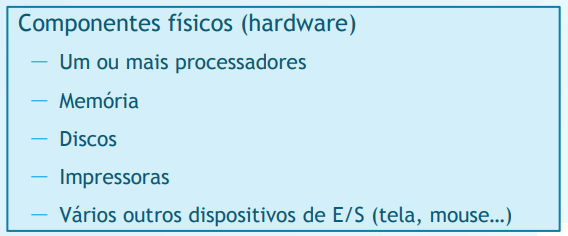 Componentes físicos (hardware)
— Um ou mais processadores
— Memória
— Discos
— Impressoras
— Vários outros dispositivos de E/S (tela, mouse…)